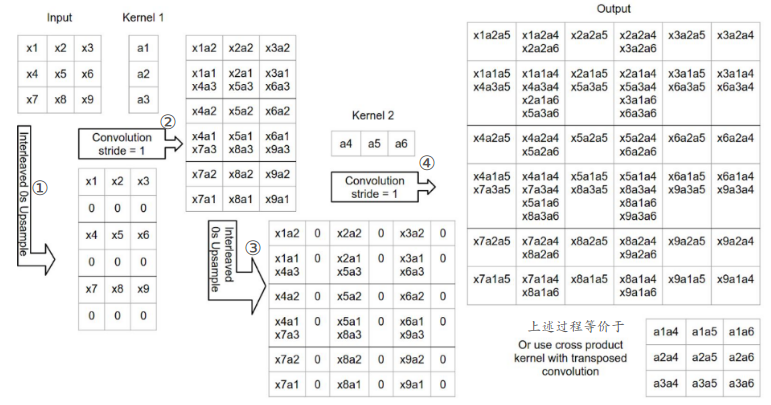 Input
Kernel 1
x1 x2 x3
x4 x5 x6
x7 x8 x9
a1
a2
a3
Interleaved 0s Upsample
①
Convolution
stride = 1
②
x1 x2 x3
0 0 0
x4 x5 x6
0 0 0
x7 x8 x9
0 0 0
x1a2 x2a2 x3a2
x1a1 x2a1 x3a1
x4a3 x5a3 x6a3
x4a2 x5a2 x6a2
x4a1 x5a1 x6a1
x7a3 x8a3 x9a3
x7a2 x8a2 x9a2
x7a1 x8a1 x9a1
Interleaved
0s Upsample
③
x1a2 0 x2a2 0 x3a2 0
x1a1 0 x2a1 0 x3a1 0
x4a3 x5a3 x6a3
x4a2 0 x5a2 0 x6a2 0
x4a1 0 x5a1 0 x6a1 0
x7a3 x8a3 x9a3
x7a2 0 x8a2 0 x9a2 0
x7a1 0 x8a1 0 x9a1 0
Kernel 2
a4 a5 a6
Convolution
stride = 1
④
Output
x1a2a5 x1a2a4 x2a2a5 x2a2a4 x3a2a5 x3a2a4
x2a2a6 x3a2a6
x1a1a5 x1a1a4 x2a1a5 x2a1a4 x3a1a5 x3a1a4
x4a3a5 x4a3a4 x5a3a5 x5a3a4 x6a3a5 x6a3a4
x2a1a6 x3a1a6
x5a3a6 x6a3a6
x4a2a5 x4a2a4 x5a2a5 x5a2a4 x6a2a5 x6a2a4
x5a2a6 x6a2a6
x4a1a5 x4a1a4 x5a1a5 x5a1a4 x6a1a5 x6a1a4
x7a3a5 x7a3a4 x8a3a5 x8a3a4 x9a3a5 x9a3a4
x5a1a6 x6a1a6
x8a3a6 x9a3a6
x7a2a5 x7a2a4 x8a2a5 x8a2a4 x9a2a5 x9a2a4
x8a2a6 x9a2a6
x7a1a5 x7a1a4 x8a1a5 x8a1a4 x9a1a5 x9a1a4
x8a1a6 x9a1a6
上述过程等价于
Or use cross product
kernel with transposed
convolution
a1a4 a1a5 a1a6
a2a4 a2a5 a2a6
a3a4 a3a5 a3a6